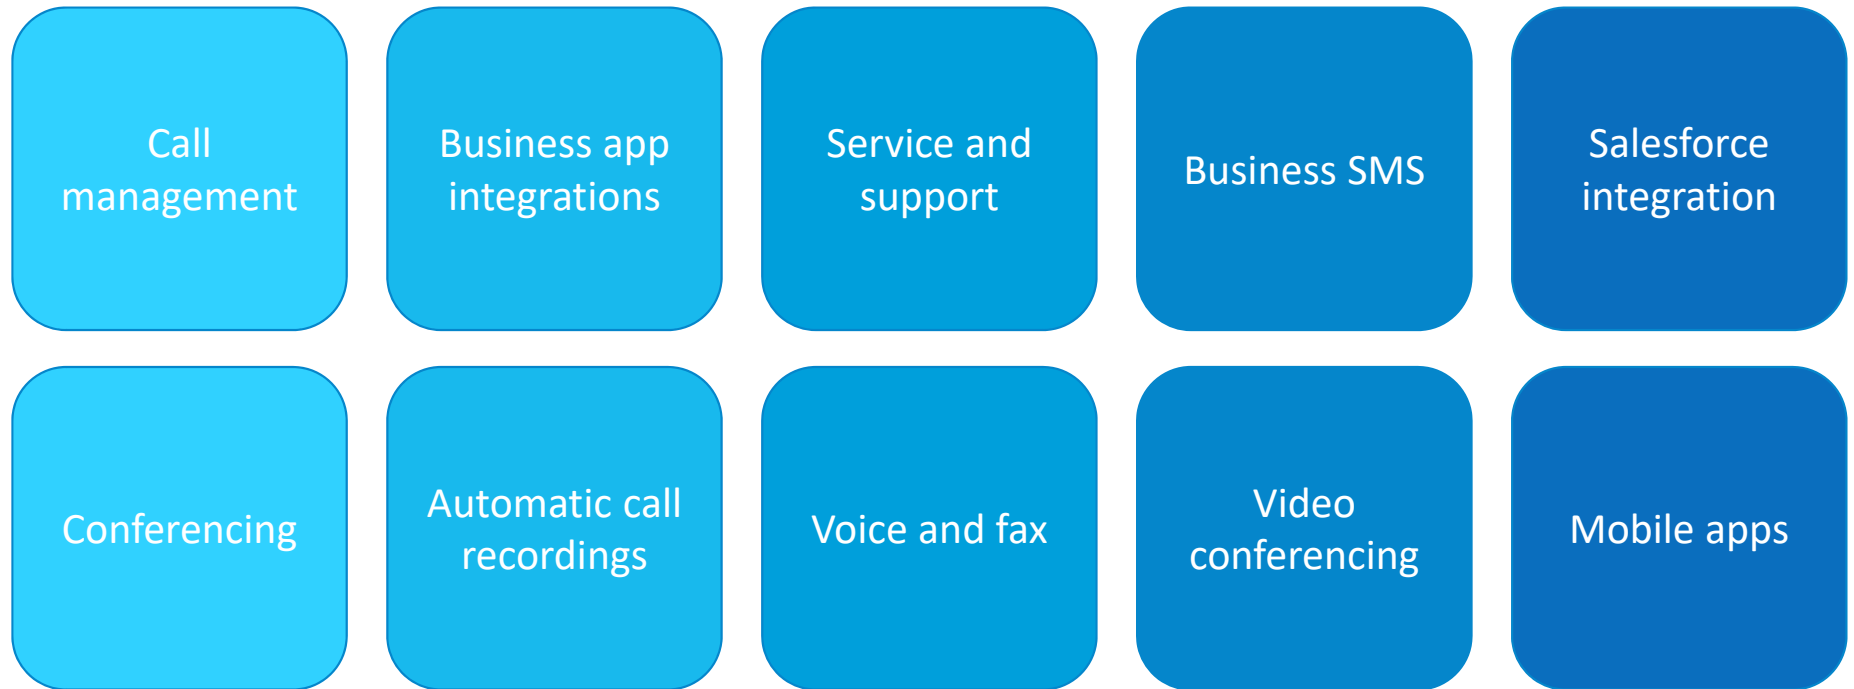 Call
management
Business app
integrations
Service and
support
Business SMS
Salesforce
integration
Conferencing
Automatic call
recordings
Voice and fax
Video
conferencing
Mobile apps